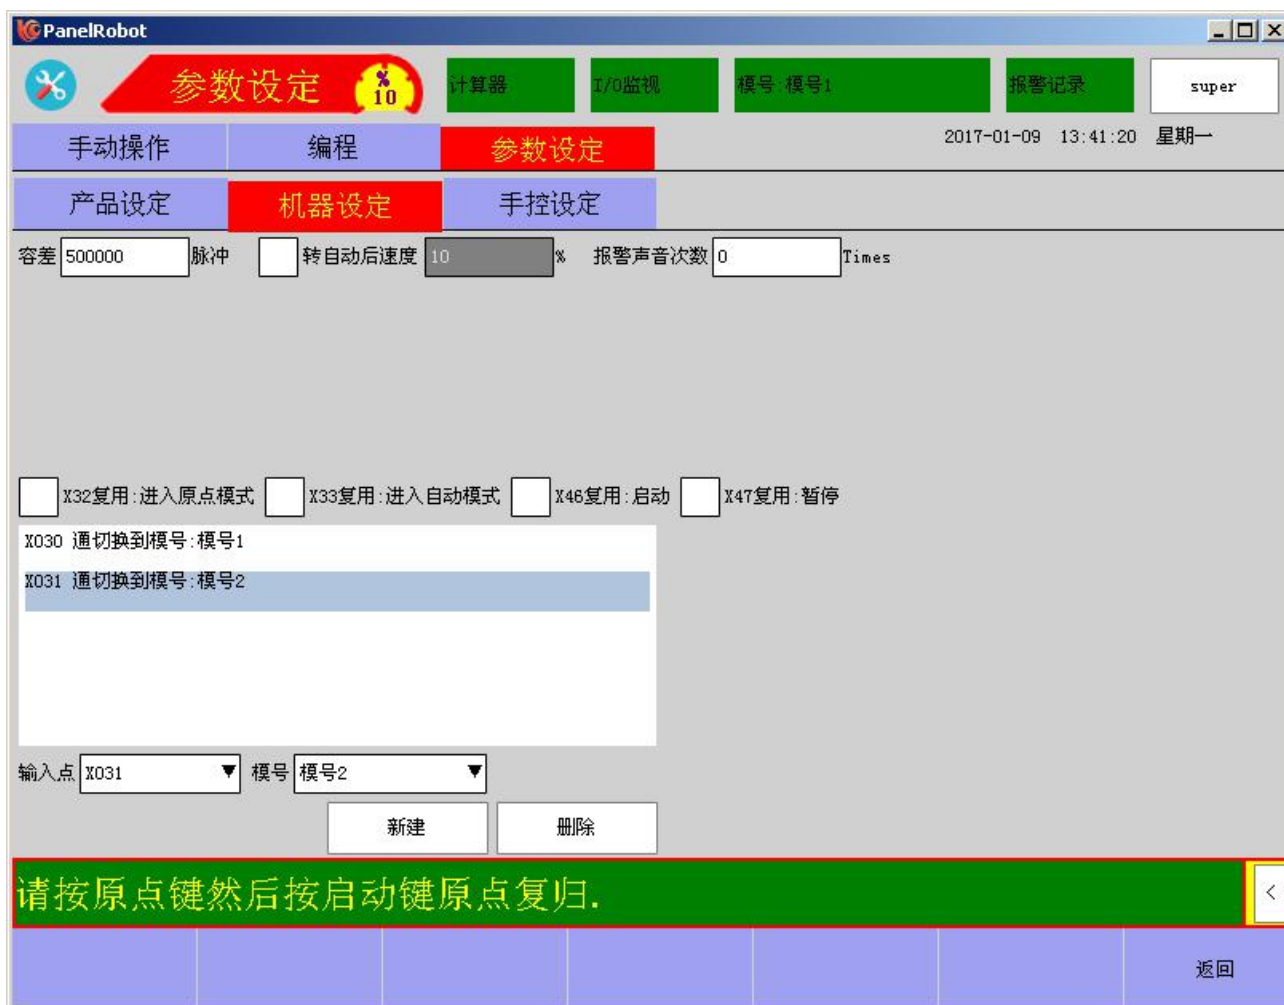 PanelRobot
参数设定 % 10 计算器 I/O监视 模号:模号1 报警记录 super
手动操作 编程 参数设定 2017-01-09 13:41:20 星期一
产品设定 机器设定 手控设定
容差 500000 脉冲 转自动后速度 10 % 报警声音次数 0 Times
X32复用:进入原点模式 X33复用:进入自动模式 X46复用:启动 X47复用:暂停
X030 通切换到模号:模号1
X031 通切换到模号:模号2
输入点 X031 ▼ 模号 模号2 ▼
新建 删除
请按原点键然后按启动键原点复归. <
返回